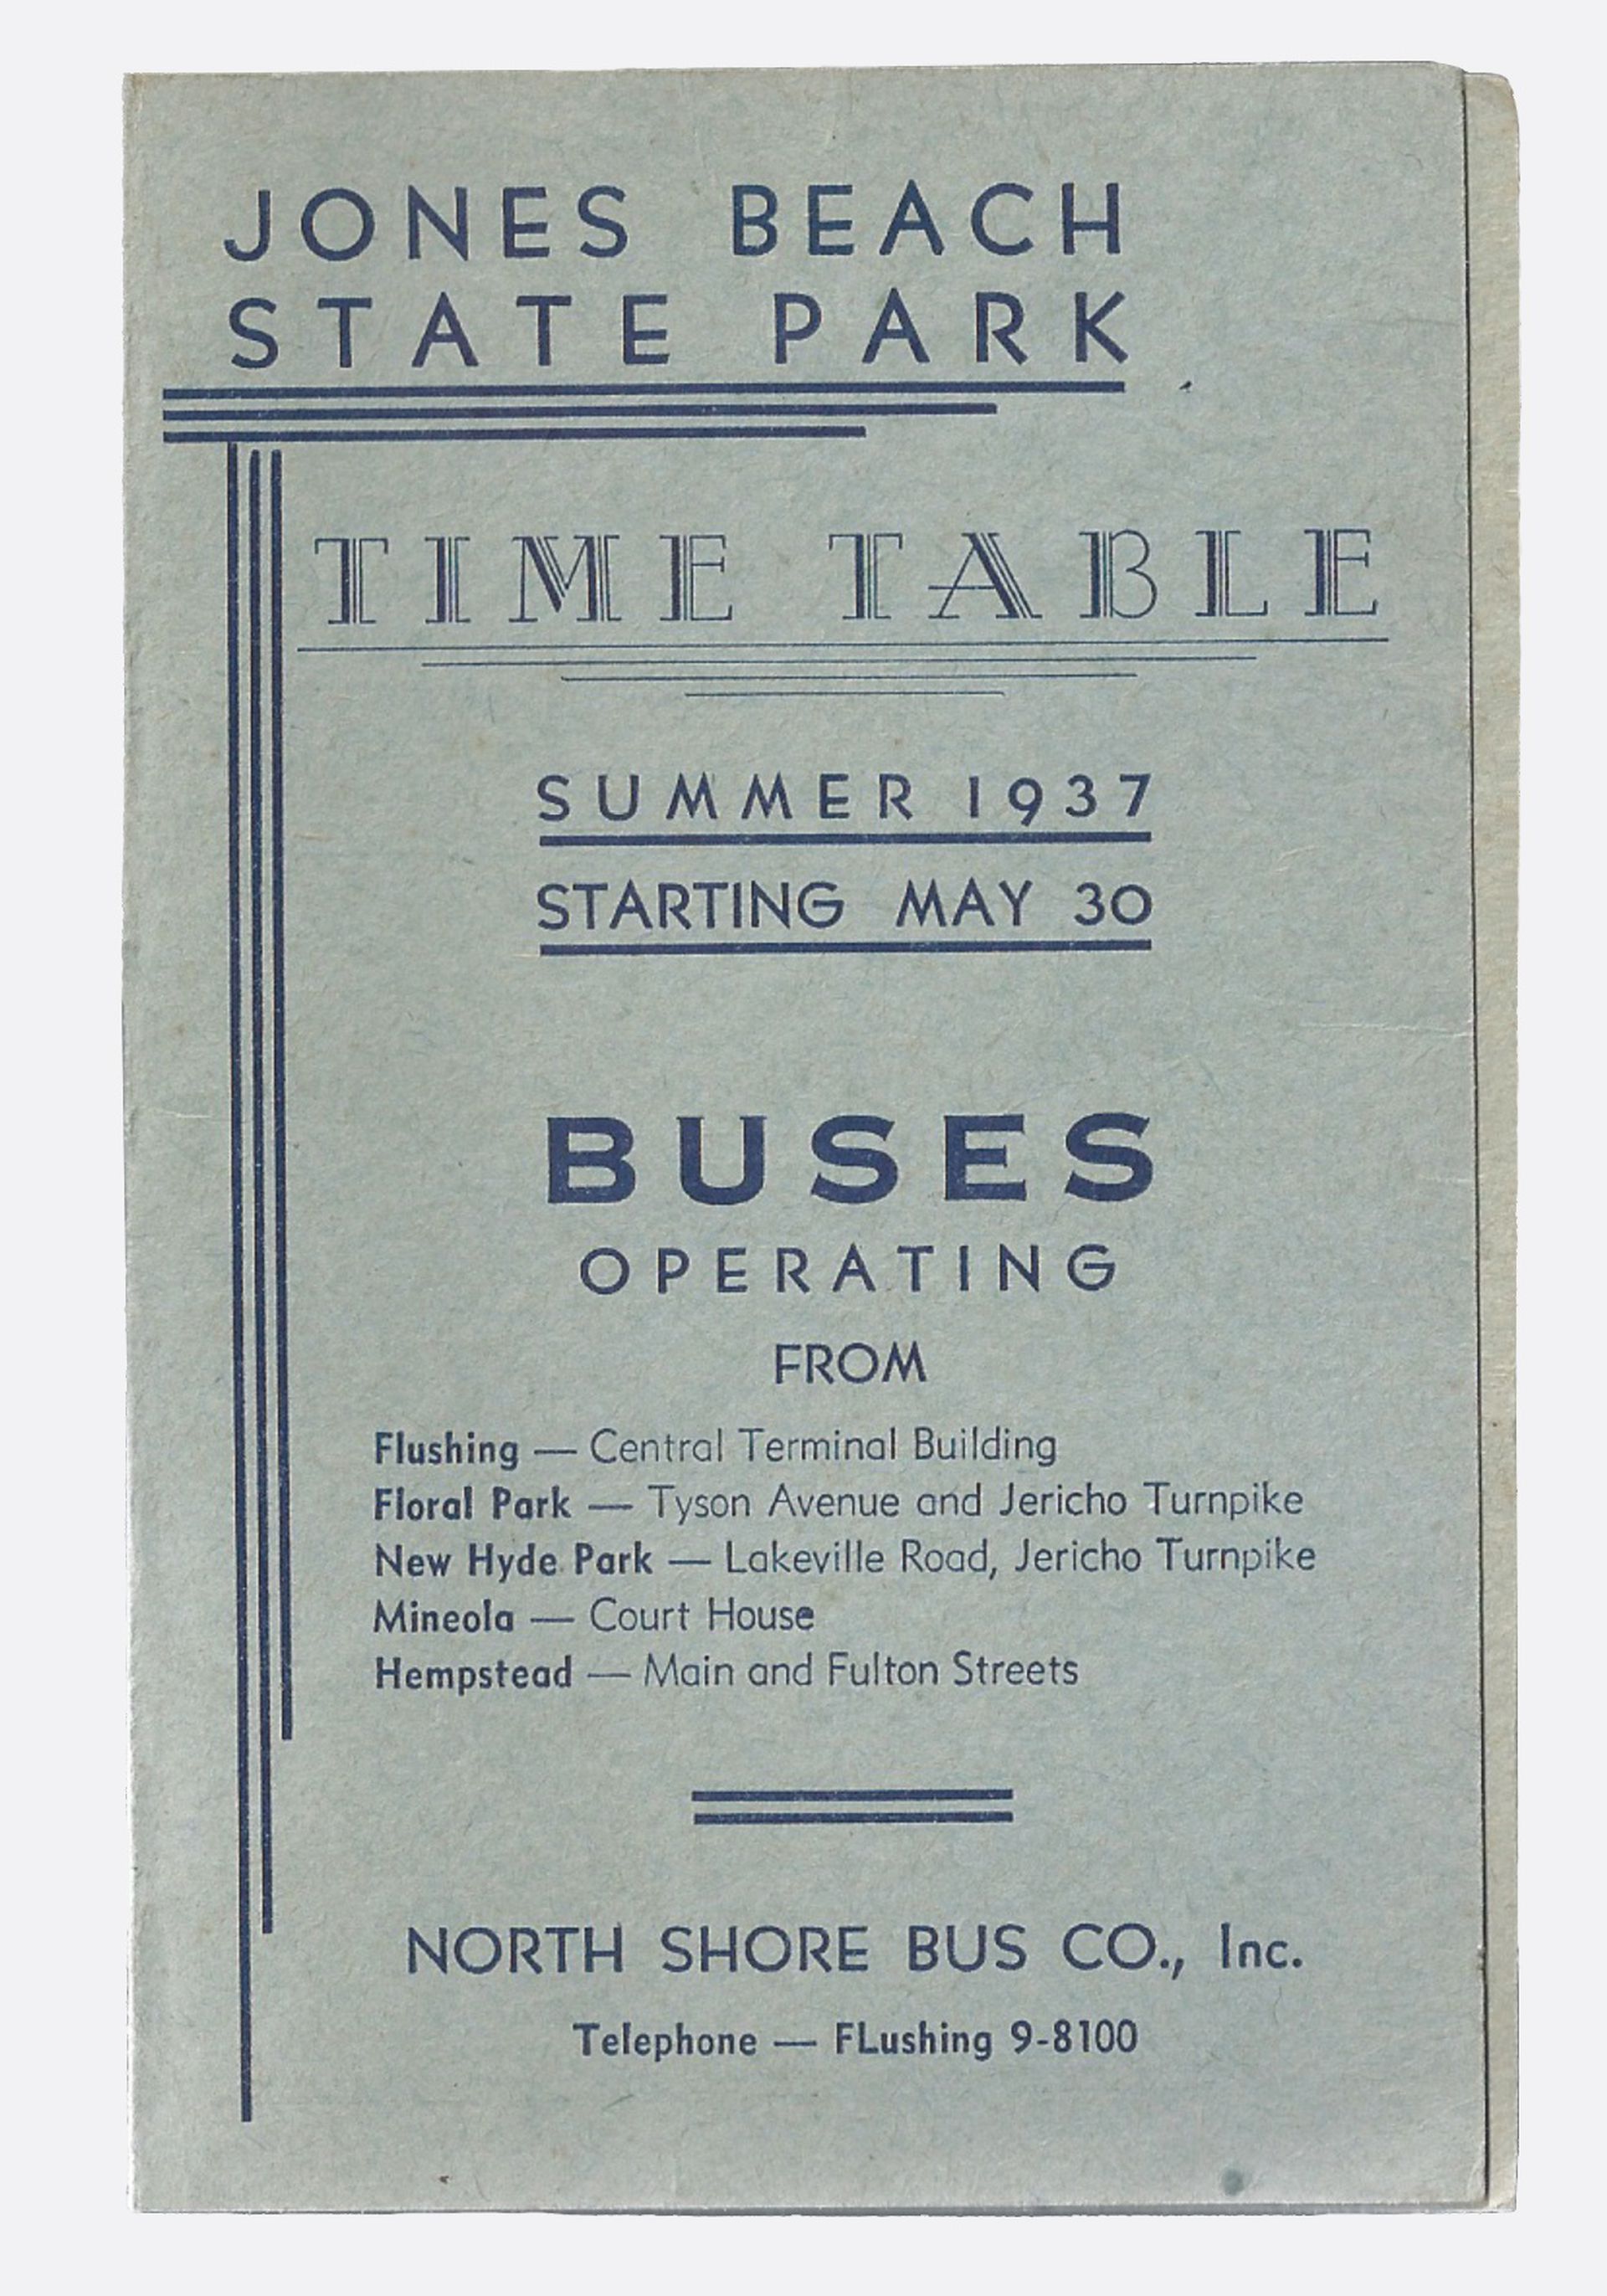 JONES BEACH
STATE PARK
TIME TABLE
SUMMER 1937
STARTING MAY 30
BUSES
OPERATING
FROM
Flushing — Central Terminal Building
Floral Park — Tyson Avenue and Jericho Turnpike
New Hyde Park — Lakeville Road, Jericho Turnpike
Mineola — Court House
Hempstead — Main and Fulton Streets
NORTH SHORE BUS CO., Inc.
Telephone — FLushing 9-8100